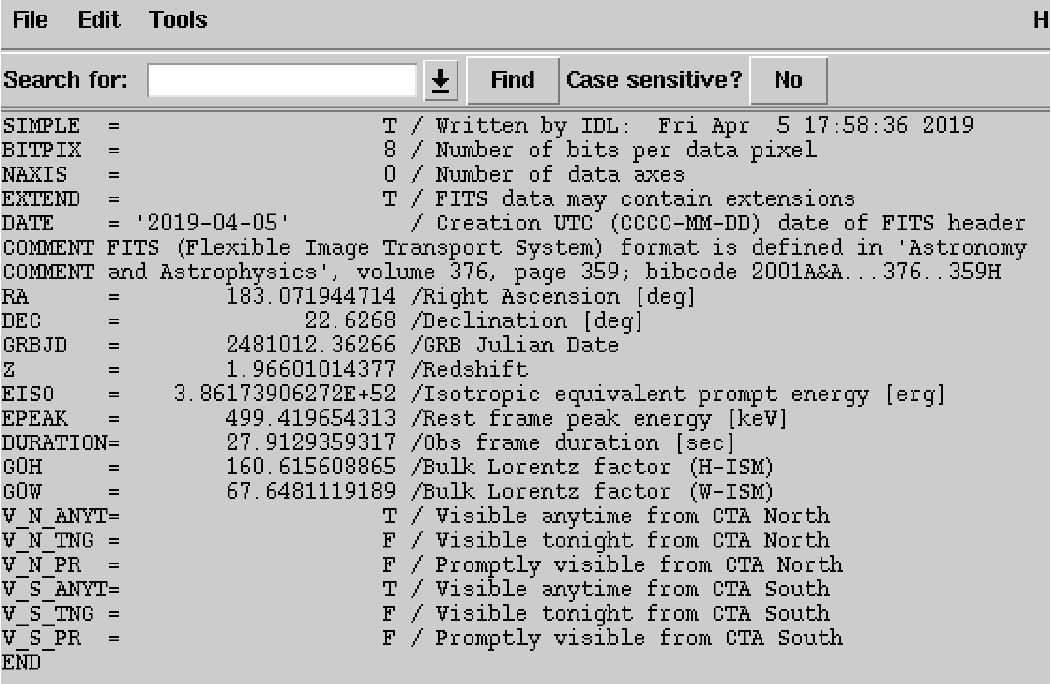 File Edit Tools H
Search for: Find Case sensitive? No
SIMPLE  =                    T / Written by IDL:  Fri Apr  5 17:58:36 2019
BITPIX  =                    8 / Number of bits per data pixel
NAXIS   =                    0 / Number of data axes
EXTEND  =                    T / FITS data may contain extensions
DATE    = '2019-04-05'         / Creation UTC (CCCC-MM-DD) date of FITS header
COMMENT FITS (Flexible Image Transport System) format is defined in 'Astronomy
COMMENT and Astrophysics', volume 376, page 359; bibcode 2001A&A...376..359H
RA      =        183.071944714 /Right Ascension [deg]
DEC     =              22.6268 /Declination [deg]
GRBJD   =        2481012.36266 /GRB Julian Date
Z       =        1.96601014377 /Redshift
EISO    =    3.86173906272E+52 /Isotropic equivalent prompt energy [erg]
EPEAK   =        499.419654313 /Rest frame peak energy [keV]
DURATION=        27.9129359317 /Obs frame duration [sec]
G0H     =        160.615608865 /Bulk Lorentz factor (H-ISM)
G0W     =        67.6481119189 /Bulk Lorentz factor (W-ISM)
V_N_ANYT=                    T / Visible anytime from CTA North
V_N_TNG =                    F / Visible tonight from CTA North
V_N_PR  =                    F / Promptly visible from CTA North
V_S_ANYT=                    T / Visible anytime from CTA South
V_S_TNG =                    F / Visible tonight from CTA South
V_S_PR  =                    F / Promptly visible from CTA South
END